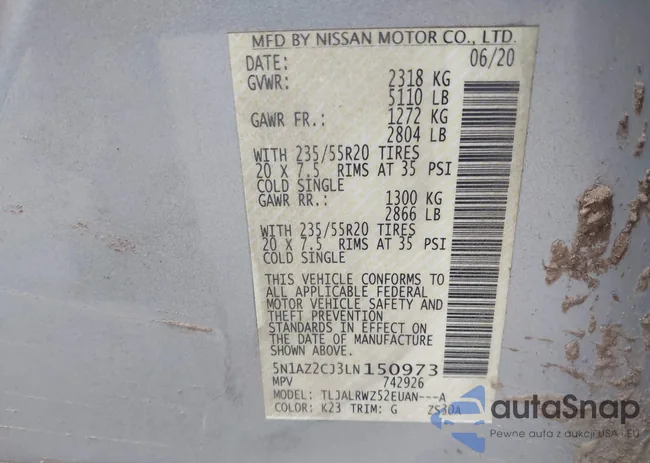 MFD BY NISSAN MOTOR CO., LTD.
DATE: 06/20
GVWR: 2318 KG
5110 LB
GAWR FR.: 1272 KG
2804 LB
WITH 235/55R20 TIRES
20 X 7.5 RIMS AT 35 PSI
COLD SINGLE
GAWR RR.: 1300 KG
2866 LB
WITH 235/55R20 TIRES
20 X 7.5 RIMS AT 35 PSI
COLD SINGLE
THIS VEHICLE CONFORMS TO
ALL APPLICABLE FEDERAL
MOTOR VEHICLE SAFETY AND
THEFT PREVENTION
STANDARDS IN EFFECT ON
THE DATE OF MANUFACTURE
SHOWN ABOVE.
5N1AZ2CJ3LN150973
MPV 742926
MODEL: TLJALRWZ52EUAN---A
COLOR: K23 TRIM: G ZS30A
autoSnap
Pewne auta z aukcji USA i EU